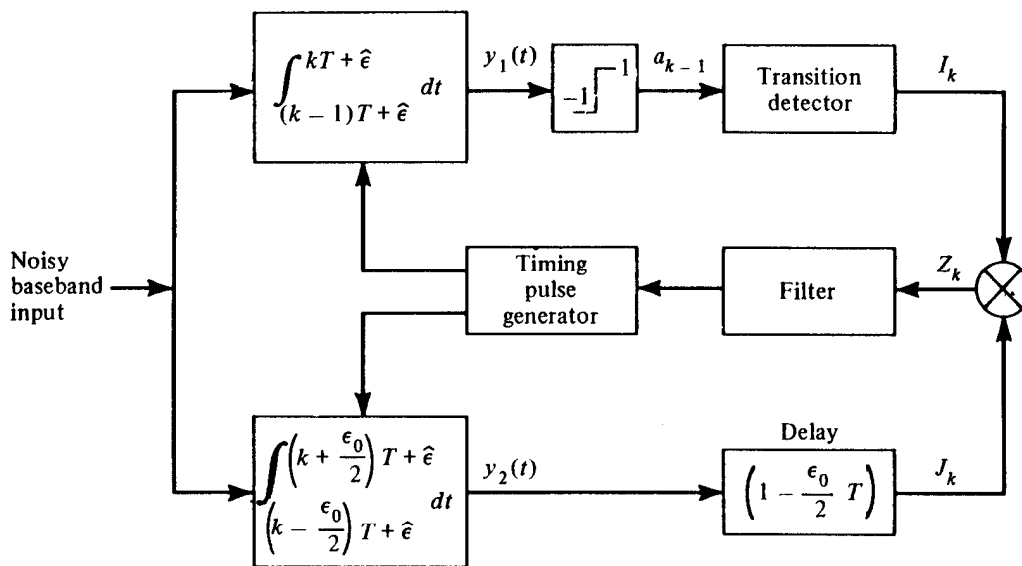 ∫_{(k − 1)T + ε̂}^{kT + ε̂} dt
y₁(t)
−1 1
a_{k − 1}
Transition
detector
I_k
Noisy
baseband
input
Timing
pulse
generator
Filter
Z_k
∫_{(k − ε₀/2) T + ε̂}^{(k + ε₀/2) T + ε̂} dt
y₂(t)
Delay
(1 − ε₀/2 T)
J_k